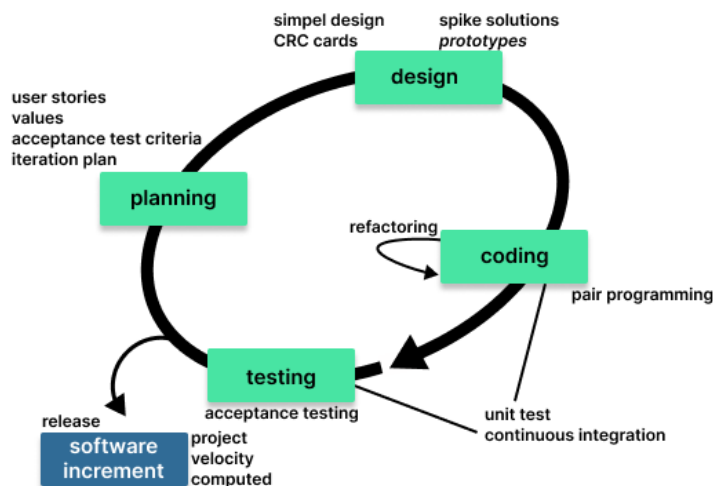 simpel design
CRC cards
spike solutions
prototypes
design
user stories
values
acceptance test criteria
iteration plan
planning
refactoring
coding
pair programming
testing
acceptance testing
unit test
continuous integration
release
software
increment
project
velocity
computed